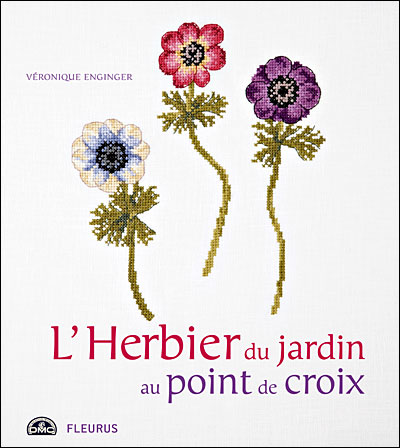 VÉRONIQUE ENGINGER
L'Herbier du jardin
au point de croix
DMC FLEURUS